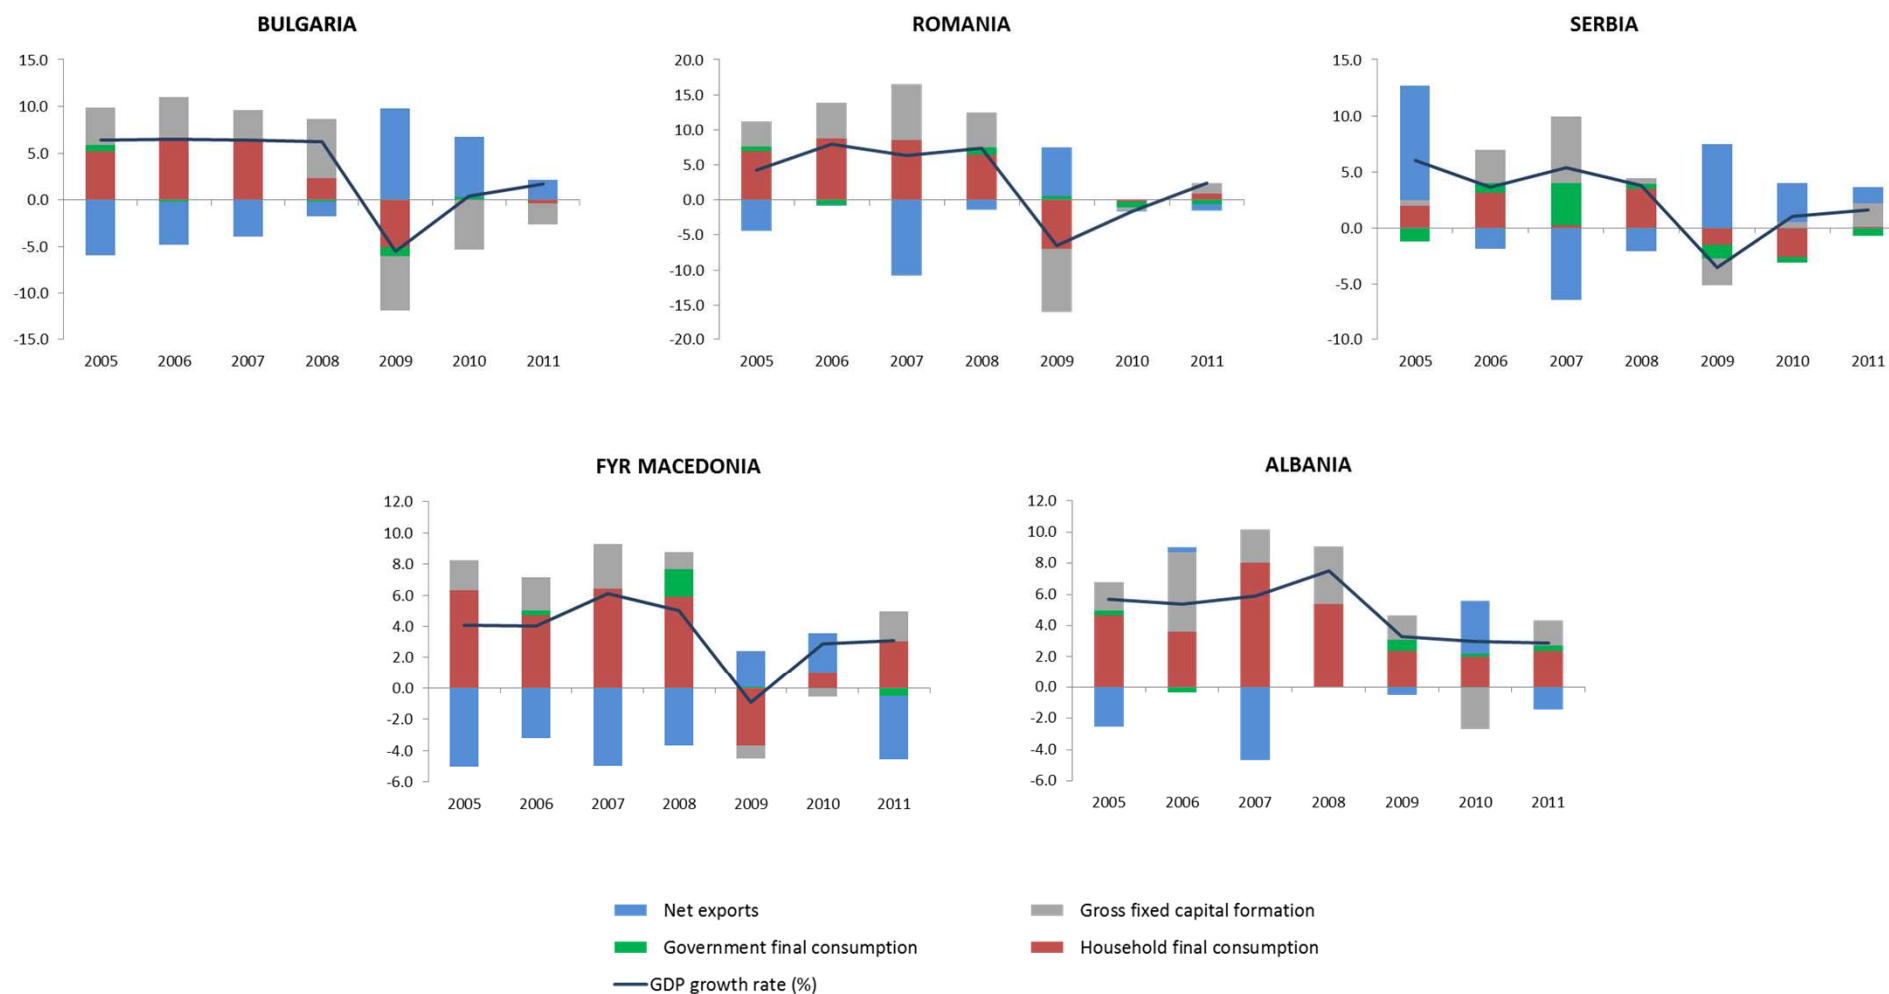 BULGARIA
15.0
10.0
5.0
0.0
-5.0
-10.0
-15.0
2005 2006 2007 2008 2009 2010 2011
ROMANIA
20.0
15.0
10.0
5.0
0.0
-5.0
-10.0
-15.0
-20.0
2005 2006 2007 2008 2009 2010 2011
SERBIA
15.0
10.0
5.0
0.0
-5.0
-10.0
2005 2006 2007 2008 2009 2010 2011
FYR MACEDONIA
12.0
10.0
8.0
6.0
4.0
2.0
0.0
-2.0
-4.0
-6.0
2005 2006 2007 2008 2009 2010 2011
ALBANIA
12.0
10.0
8.0
6.0
4.0
2.0
0.0
-2.0
-4.0
-6.0
2005 2006 2007 2008 2009 2010 2011
Net exports
Gross fixed capital formation
Government final consumption
Household final consumption
GDP growth rate (%)